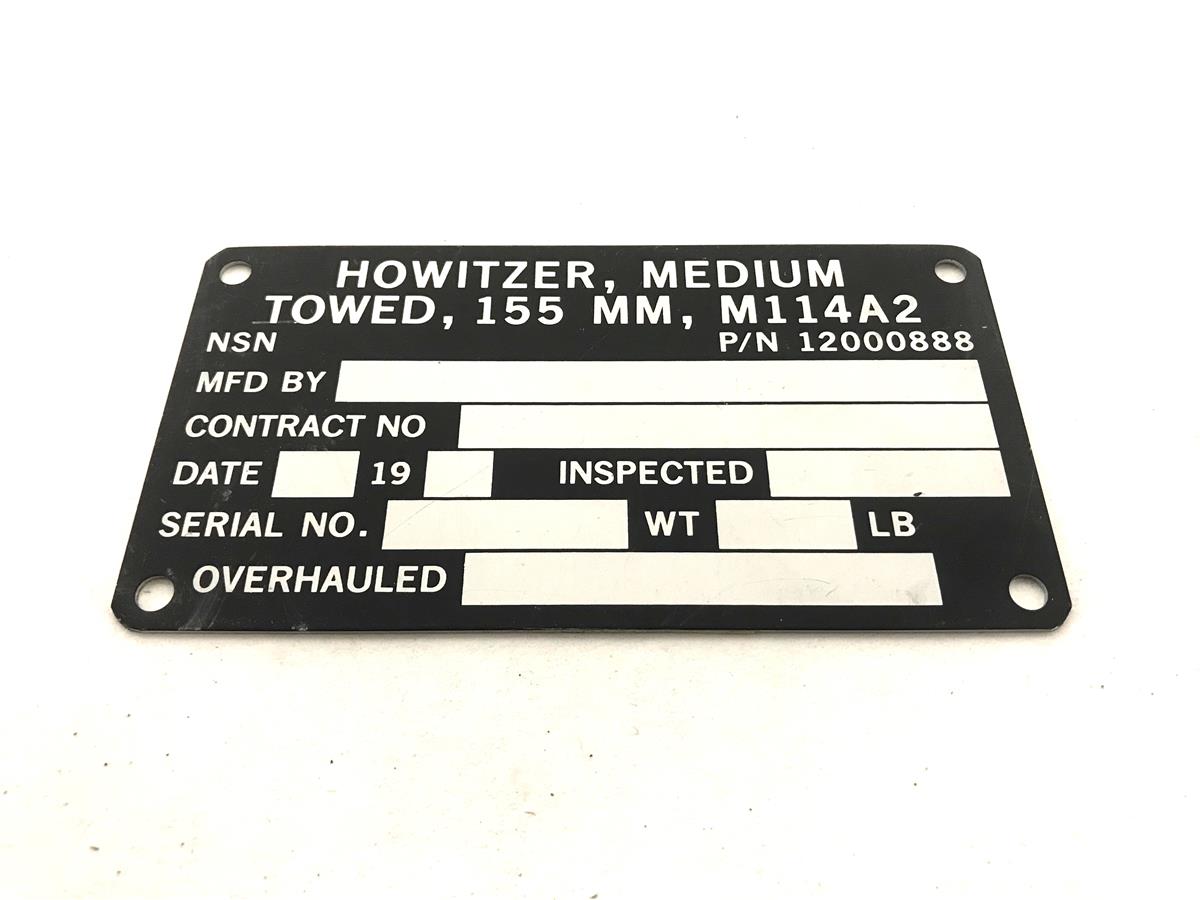 HOWITZER, MEDIUM
TOWED, 155 MM, M114A2
NSN P/N 12000888
MFD BY
CONTRACT NO
DATE 19 INSPECTED
SERIAL NO. WT LB
OVERHAULED